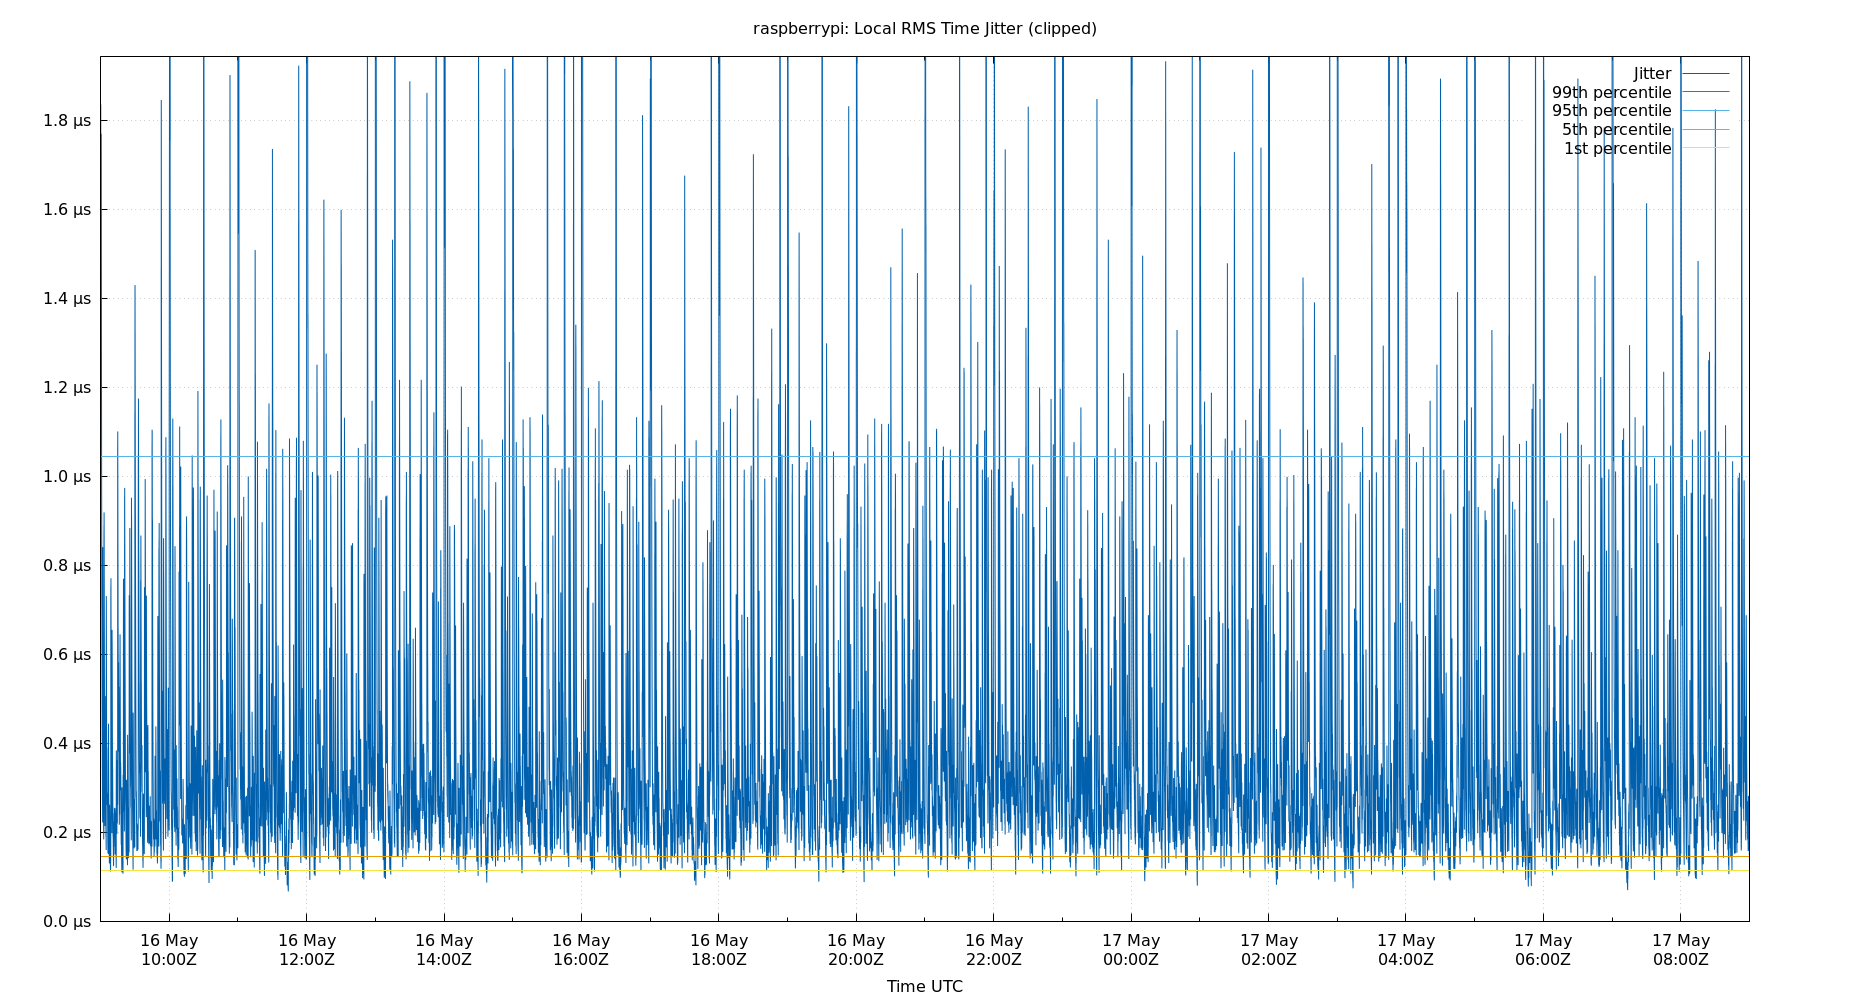 raspberrypi: Local RMS Time Jitter (clipped)
Jitter
99th percentile
95th percentile
5th percentile
1st percentile
1.8 µs
1.6 µs
1.4 µs
1.2 µs
1.0 µs
0.8 µs
0.6 µs
0.4 µs
0.2 µs
0.0 µs
16 May 16 May 16 May 16 May 16 May 16 May 16 May 17 May 17 May 17 May 17 May 17 May
10:00Z 12:00Z 14:00Z 16:00Z 18:00Z 20:00Z 22:00Z 00:00Z 02:00Z 04:00Z 06:00Z 08:00Z
Time UTC